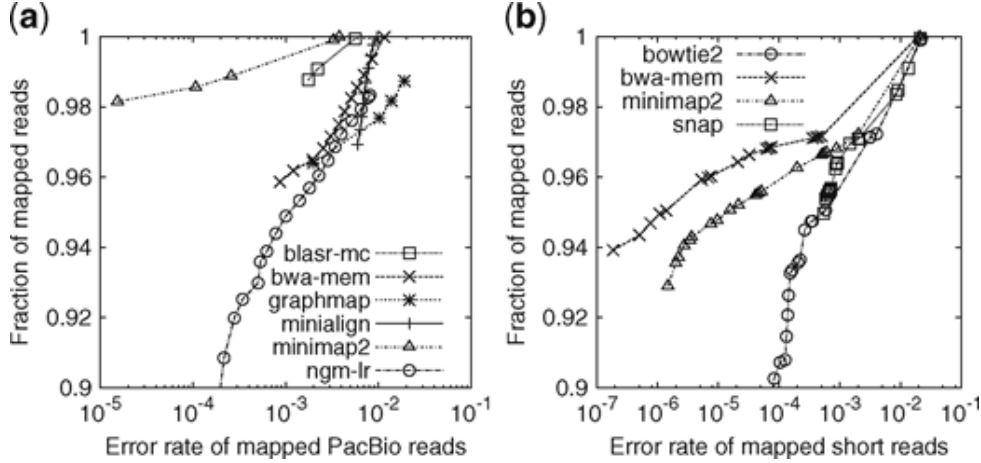 (a)
Fraction of mapped reads
1
0.98
0.96
0.94
0.92
0.9
blasr-mc
bwa-mem
graphmap
minialign
minimap2
ngm-lr
10-5 10-4 10-3 10-2 10-1
Error rate of mapped PacBio reads
(b)
Fraction of mapped reads
1
0.98
0.96
0.94
0.92
0.9
bowtie2
bwa-mem
minimap2
snap
10-7 10-6 10-5 10-4 10-3 10-2 10-1
Error rate of mapped short reads